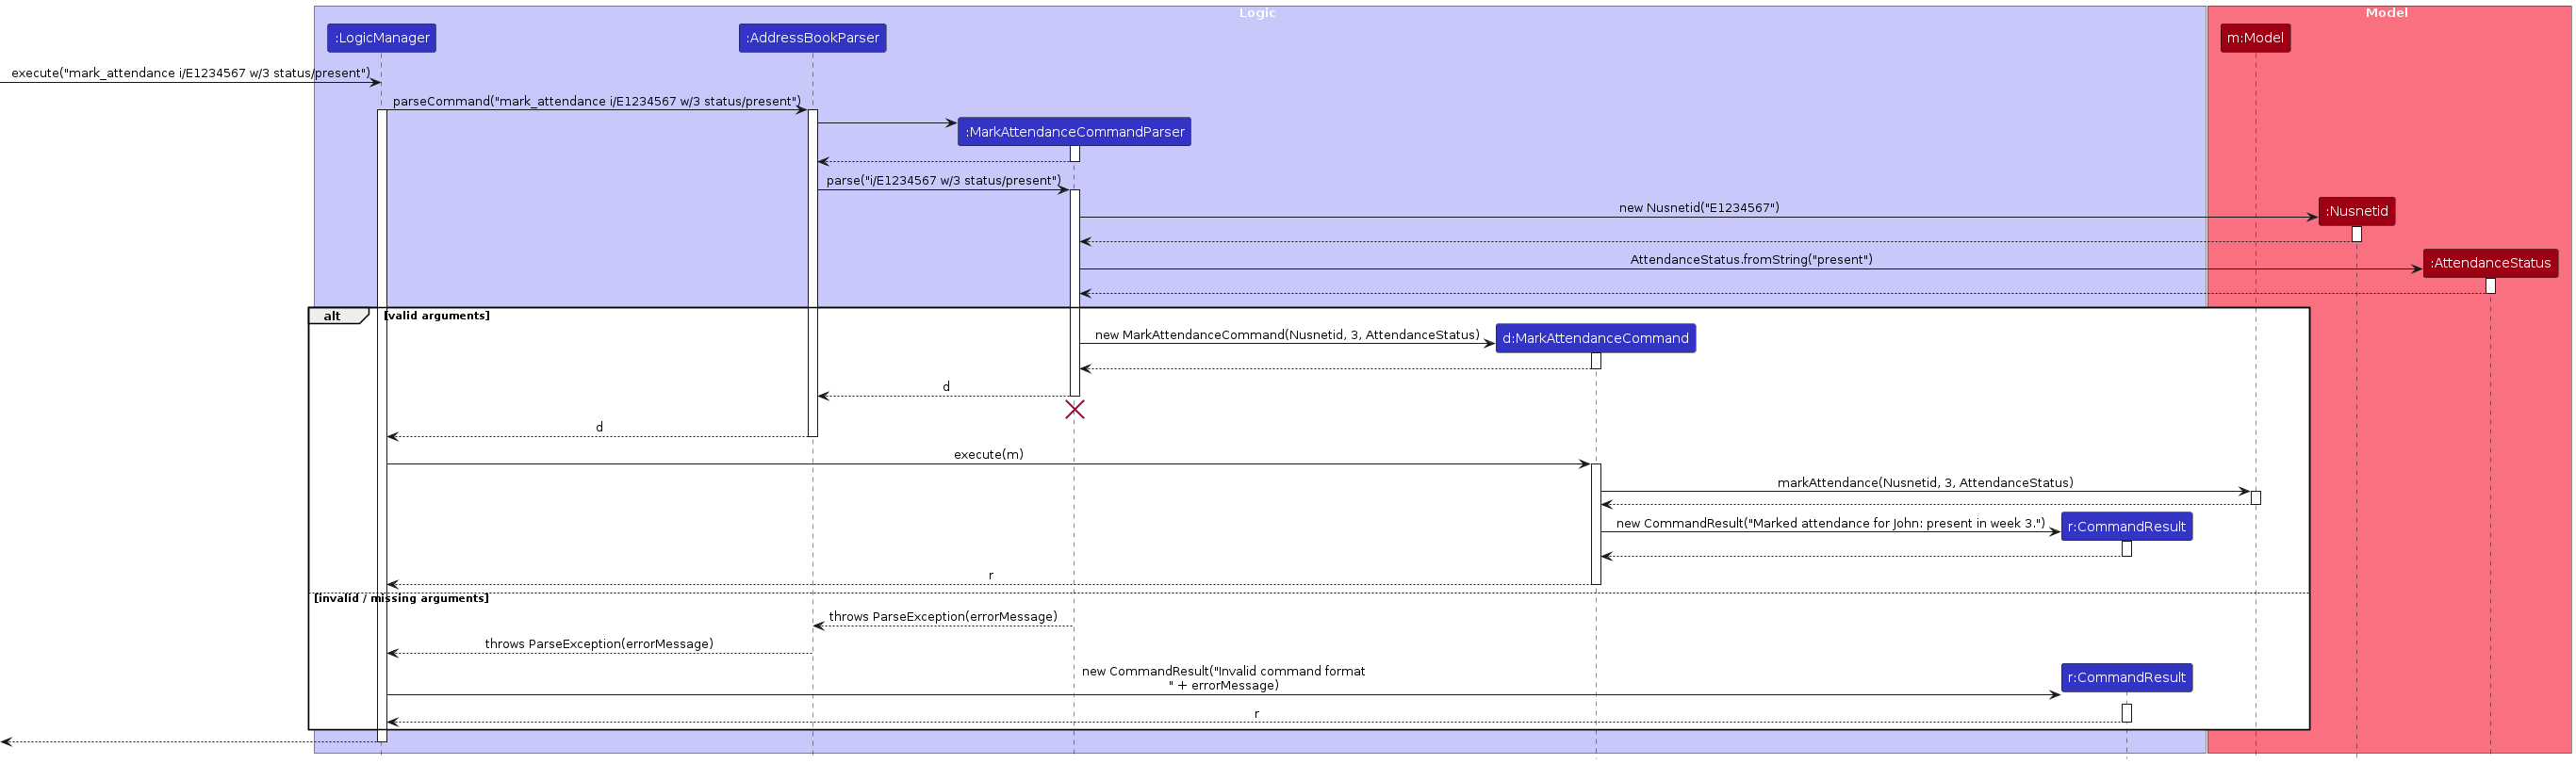 Logic
Model
:LogicManager
:AddressBookParser
m:Model
execute("mark_attendance i/E1234567 w/3 status/present")
parseCommand("mark_attendance i/E1234567 w/3 status/present")
:MarkAttendanceCommandParser
parse("i/E1234567 w/3 status/present")
new Nusnetid("E1234567")
:Nusnetid
AttendanceStatus.fromString("present")
:AttendanceStatus
alt
[valid arguments]
new MarkAttendanceCommand(Nusnetid, 3, AttendanceStatus)
d:MarkAttendanceCommand
d
d
execute(m)
markAttendance(Nusnetid, 3, AttendanceStatus)
new CommandResult("Marked attendance for John: present in week 3.")
r:CommandResult
r
[invalid / missing arguments]
throws ParseException(errorMessage)
throws ParseException(errorMessage)
new CommandResult("Invalid command format
" + errorMessage)
r:CommandResult
r